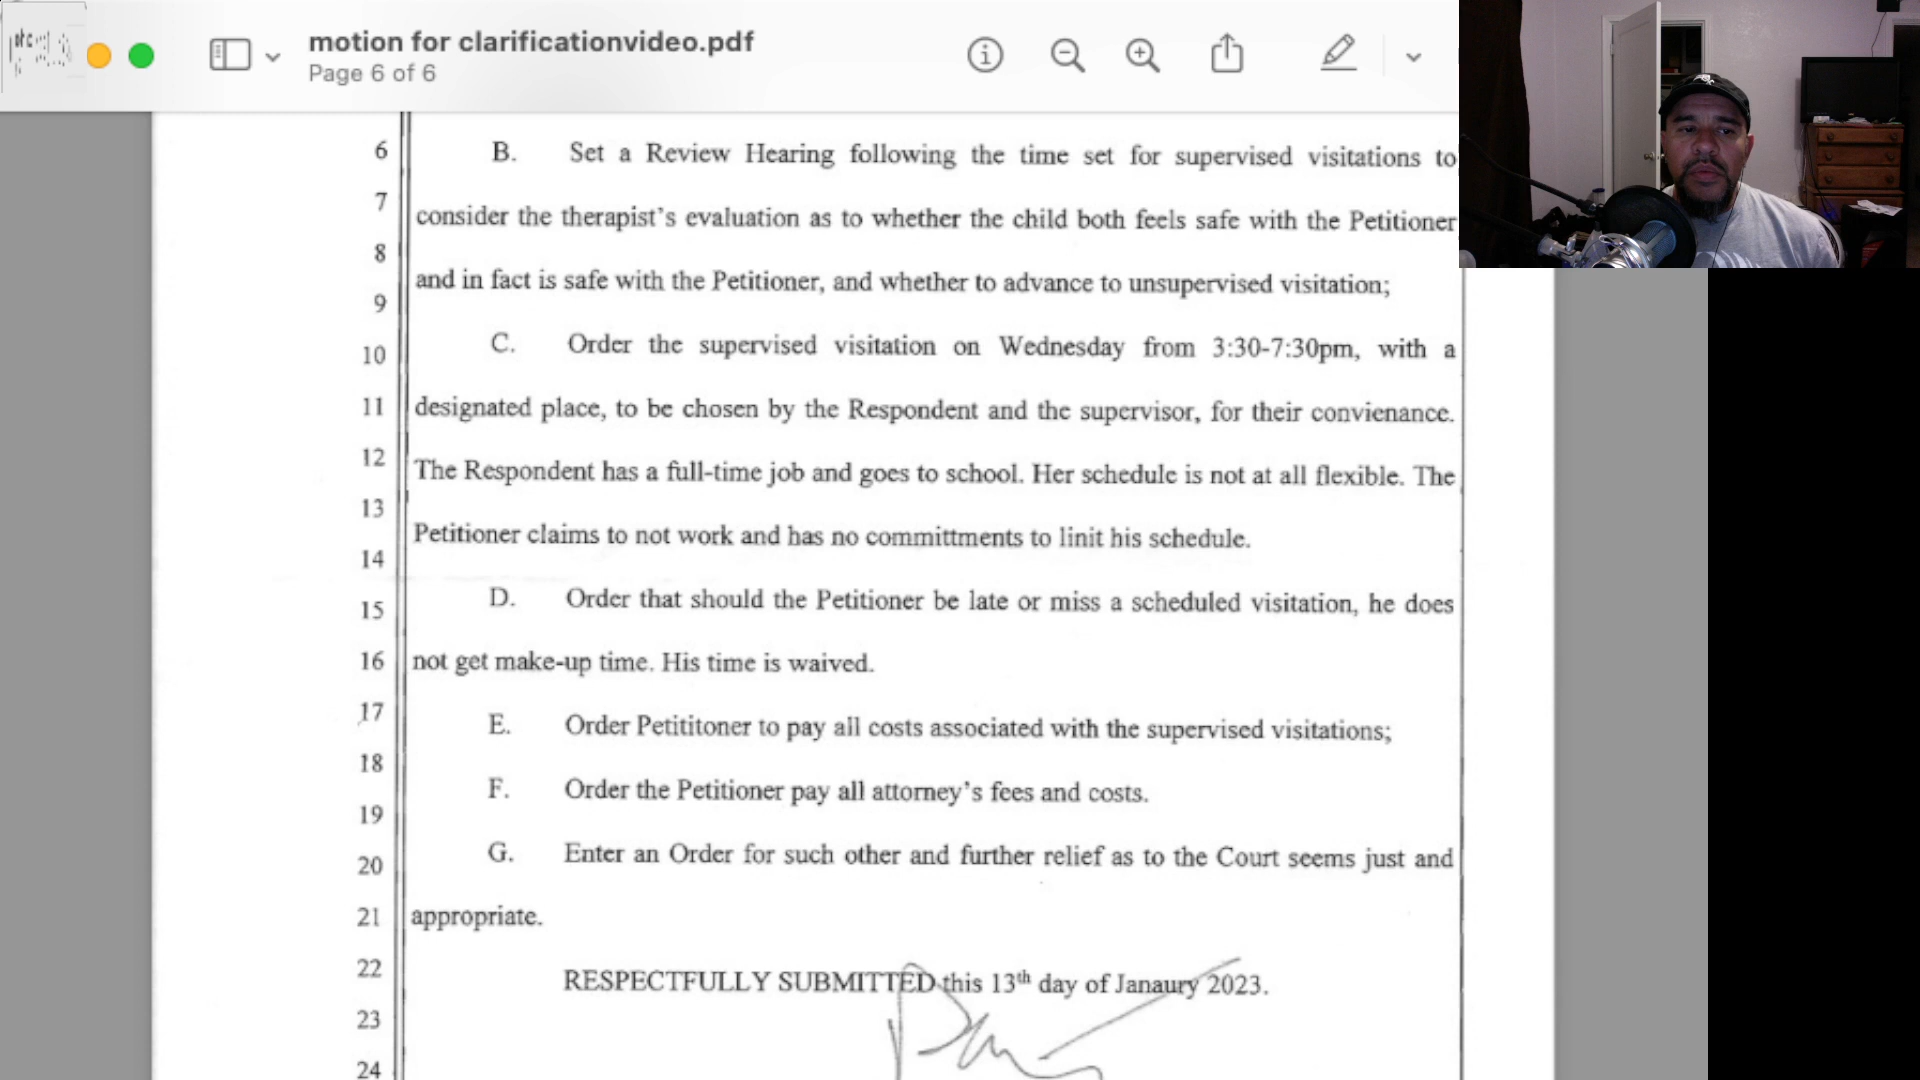 motion for clarificationvideo.pdf
Page 6 of 6
6 B. Set a Review Hearing following the time set for supervised visitations to
7 consider the therapist's evaluation as to whether the child both feels safe with the Petitioner
8 and in fact is safe with the Petitioner, and whether to advance to unsupervised visitation;
9
10 C. Order the supervised visitation on Wednesday from 3:30-7:30pm, with a
11 designated place, to be chosen by the Respondent and the supervisor, for their convienance.
12 The Respondent has a full-time job and goes to school. Her schedule is not at all flexible. The
13
14 Petitioner claims to not work and has no committments to linit his schedule.
15 D. Order that should the Petitioner be late or miss a scheduled visitation, he does
16 not get make-up time. His time is waived.
17 E. Order Petititoner to pay all costs associated with the supervised visitations;
18
19 F. Order the Petitioner pay all attorney's fees and costs.
20 G. Enter an Order for such other and further relief as to the Court seems just and
21 appropriate.
22 RESPECTFULLY SUBMITTED this 13th day of Janaury 2023.
23
24